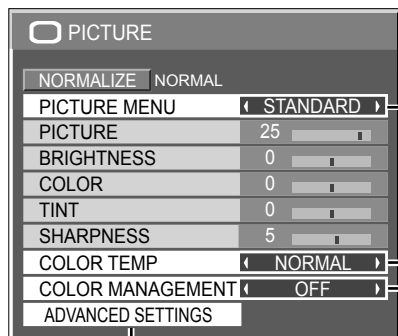 PICTURE
NORMALIZE NORMAL
PICTURE MENU STANDARD
PICTURE 25
BRIGHTNESS 0
COLOR 0
TINT 0
SHARPNESS 5
COLOR TEMP NORMAL
COLOR MANAGEMENT OFF
ADVANCED SETTINGS